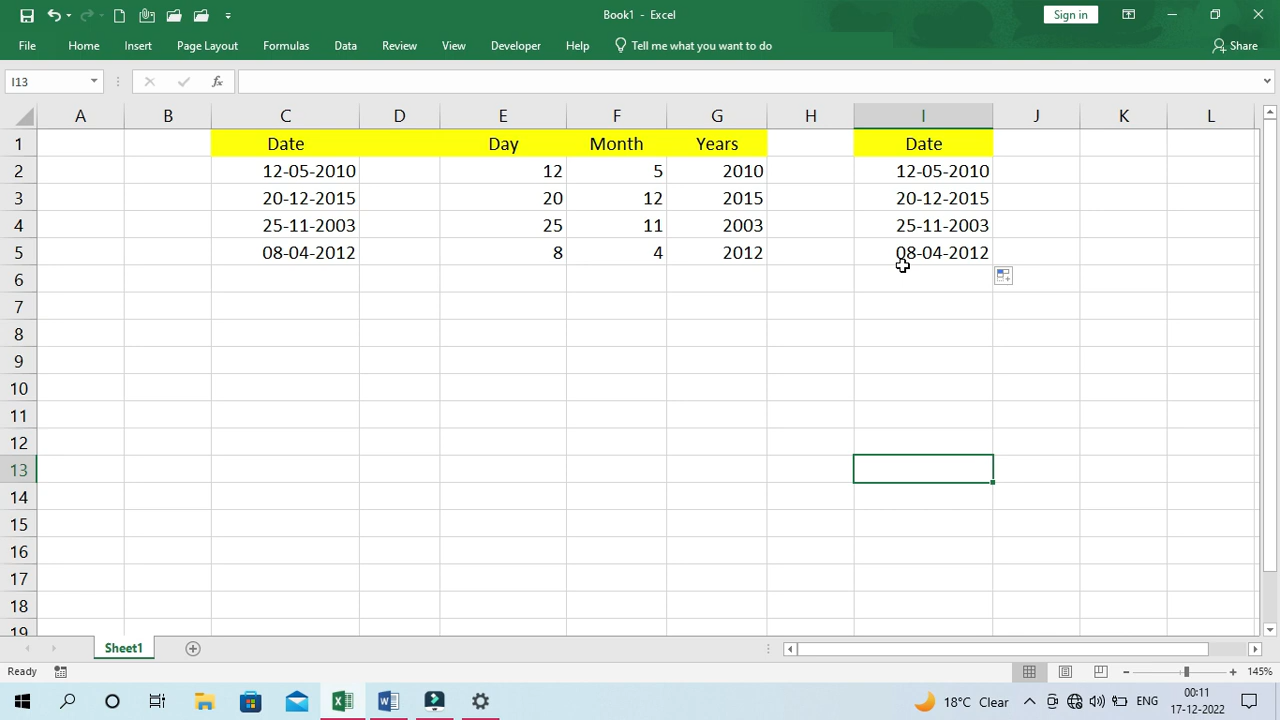 Book1 - Excel
Sign in
File Home Insert Page Layout Formulas Data Review View Developer Help Tell me what you want to do Share
I13 fx
A B C D E F G H I J K L
1 Date Day Month Years Date
2 12-05-2010 12 5 2010 12-05-2010
3 20-12-2015 20 12 2015 20-12-2015
4 25-11-2003 25 11 2003 25-11-2003
5 08-04-2012 8 4 2012 08-04-2012
6
7
8
9
10
11
12
13
14
15
16
17
18
19
Sheet1
Ready 145%
18°C Clear ENG 00:11
17-12-2022